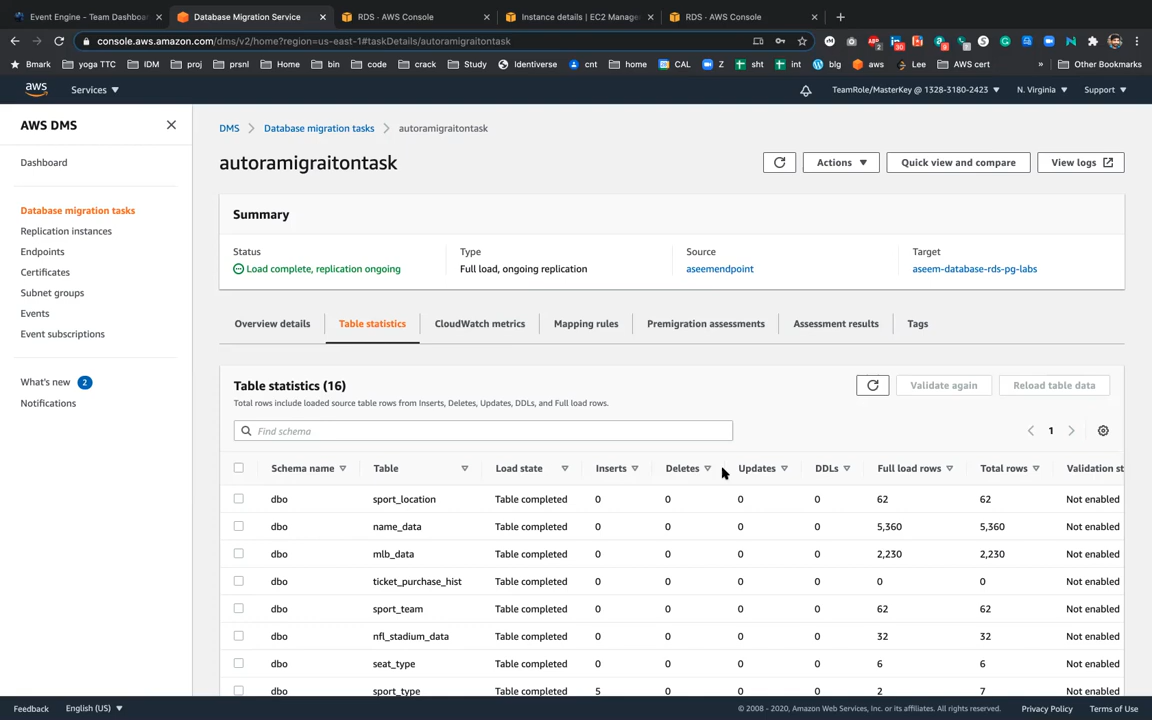 Event Engine - Team Dashboar
Database Migration Service
RDS · AWS Console
Instance details | EC2 Manage
RDS · AWS Console
console.aws.amazon.com/dms/v2/home?region=us-east-1#taskDetails/autoramigraitontask
Bmark yoga TTC IDM proj prsnl Home bin code crack Study Identiverse cnt home CAL Z sht int blg aws Lee AWS cert » Other Bookmarks
aws Services TeamRole/MasterKey @ 1328-3180-2423 N. Virginia Support
AWS DMS
Dashboard
Database migration tasks
Replication instances
Endpoints
Certificates
Subnet groups
Events
Event subscriptions
What's new 2
Notifications
DMS Database migration tasks autoramigraitontask
autoramigraitontask
Actions Quick view and compare View logs
Summary
Status Type Source Target
Load complete, replication ongoing Full load, ongoing replication aseemendpoint aseem-database-rds-pg-labs
Overview details Table statistics CloudWatch metrics Mapping rules Premigration assessments Assessment results Tags
Table statistics (16)
Validate again Reload table data
Total rows include loaded source table rows from Inserts, Deletes, Updates, DDLs, and Full load rows.
Find schema
1
Schema name Table Load state Inserts Deletes Updates DDLs Full load rows Total rows Validation st
dbo sport_location Table completed 0 0 0 0 62 62 Not enabled
dbo name_data Table completed 0 0 0 0 5,360 5,360 Not enabled
dbo mlb_data Table completed 0 0 0 0 2,230 2,230 Not enabled
dbo ticket_purchase_hist Table completed 0 0 0 0 0 0 Not enabled
dbo sport_team Table completed 0 0 0 0 62 62 Not enabled
dbo nfl_stadium_data Table completed 0 0 0 0 32 32 Not enabled
dbo seat_type Table completed 0 0 0 0 6 6 Not enabled
dbo sport_type Table completed 5 0 0 0 2 7 Not enabled
Feedback English (US) © 2008 - 2020, Amazon Web Services, Inc. or its affiliates. All rights reserved. Privacy Policy Terms of Use